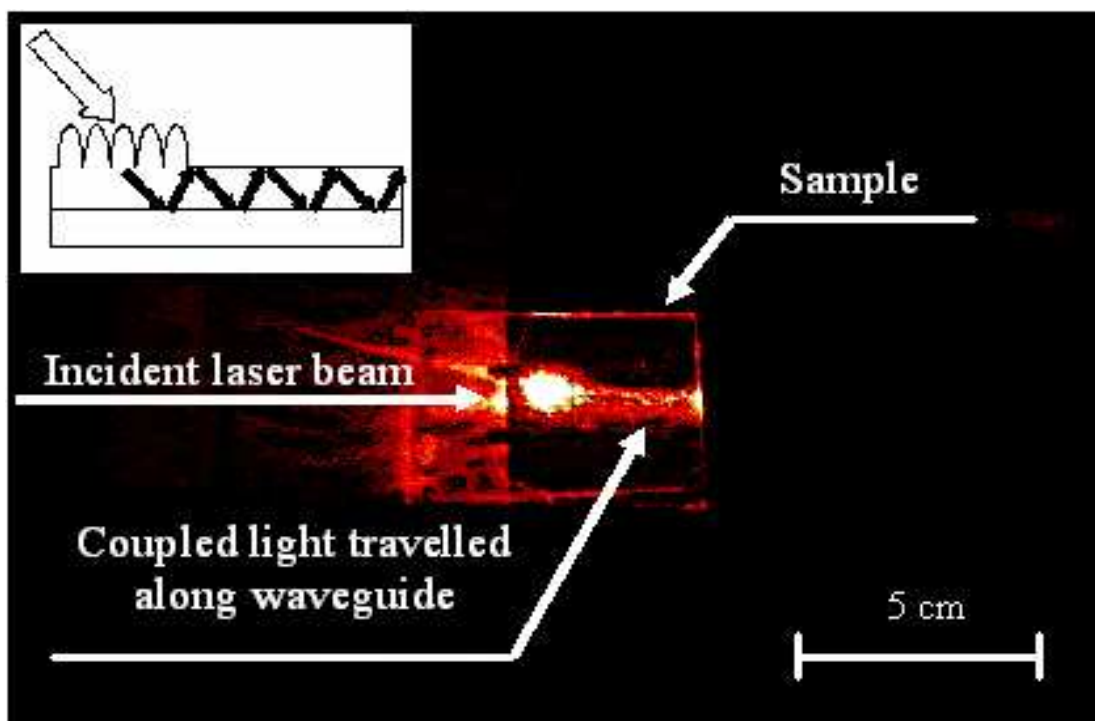 Sample
Incident laser beam
Coupled light travelled
along waveguide
5 cm